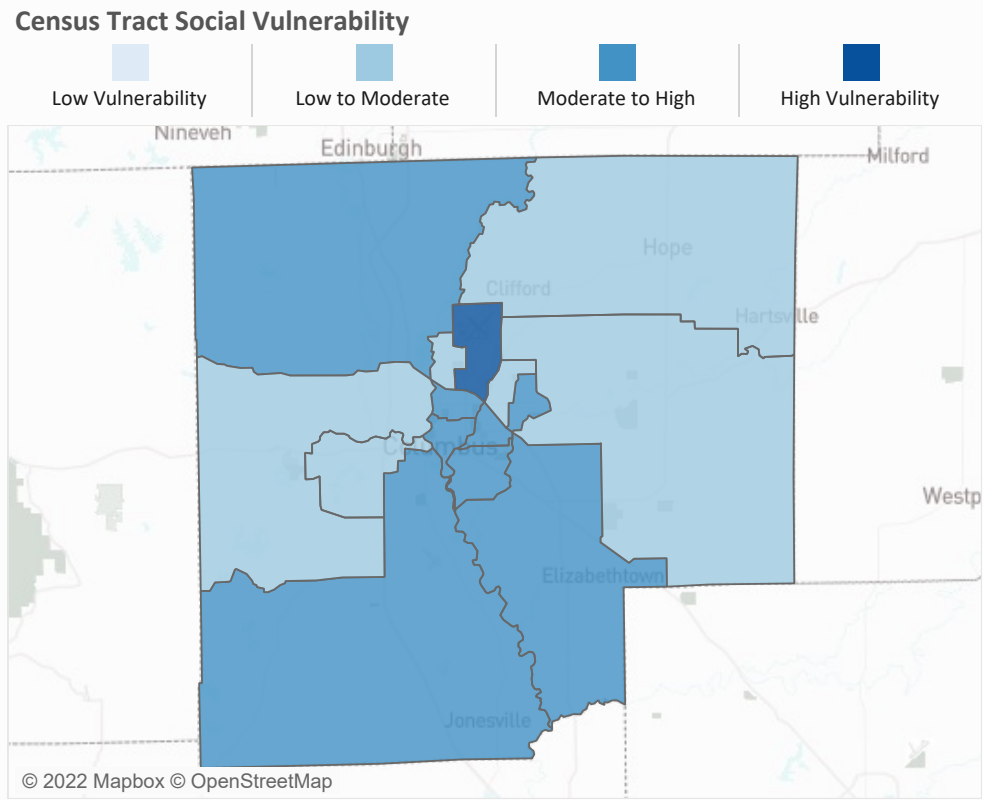 Census Tract Social Vulnerability
Low Vulnerability
Low to Moderate
Moderate to High
High Vulnerability
Nineveh
Edinburgh
Milford
Hope
Clifford
Hartsville
Columbus
Westp
Elizabethtown
Jonesville
© 2022 Mapbox © OpenStreetMap